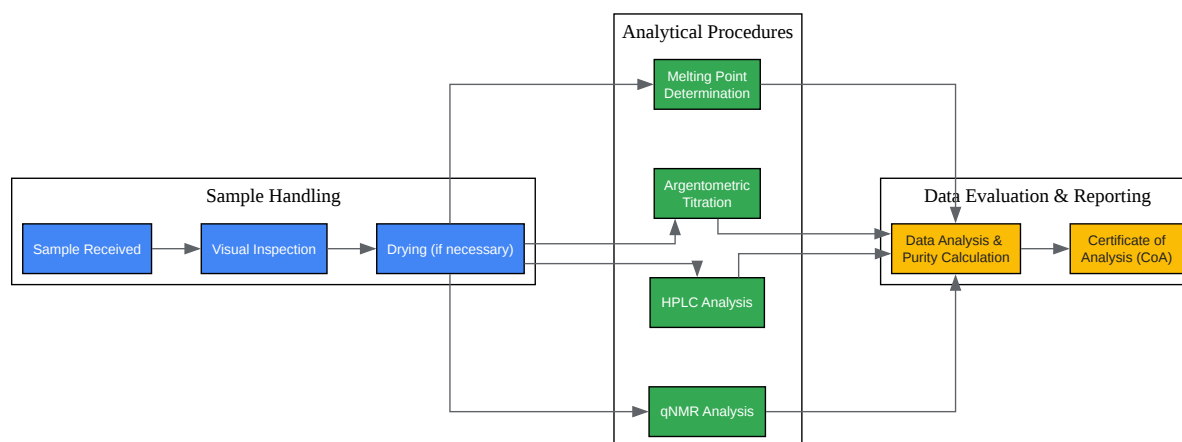 Analytical Procedures
Melting Point
Determination
Argentometric
Titration
HPLC Analysis
qNMR Analysis
Sample Handling
Sample Received
Visual Inspection
Drying (if necessary)
Data Evaluation & Reporting
Data Analysis &
Purity Calculation
Certificate of
Analysis (CoA)